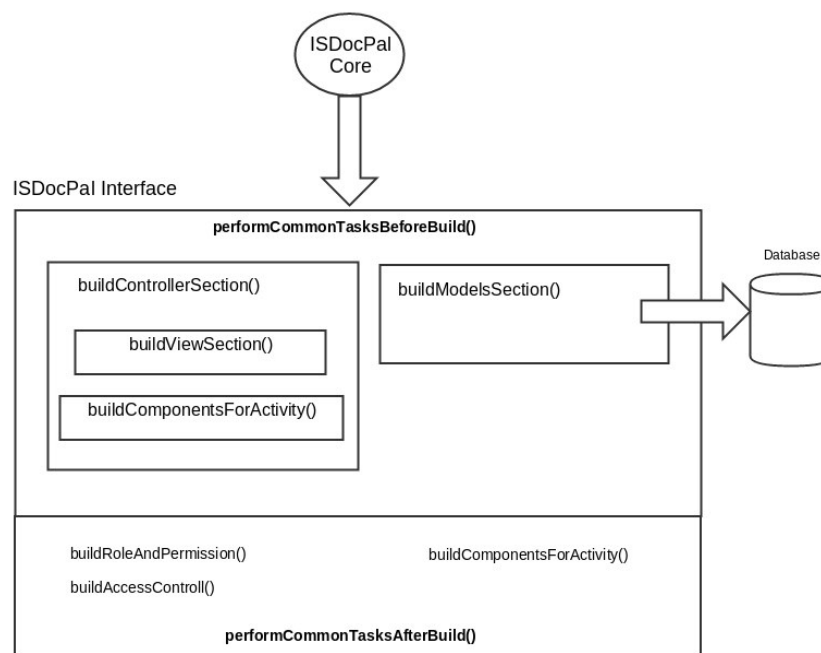 ISDocPal
Core
ISDocPal Interface
performCommonTasksBeforeBuild()
Database
buildControllerSection()
buildModelsSection()
buildViewSection()
buildComponentsForActivity()
buildRoleAndPermission()
buildComponentsForActivity()
buildAccessControll()
performCommonTasksAfterBuild()